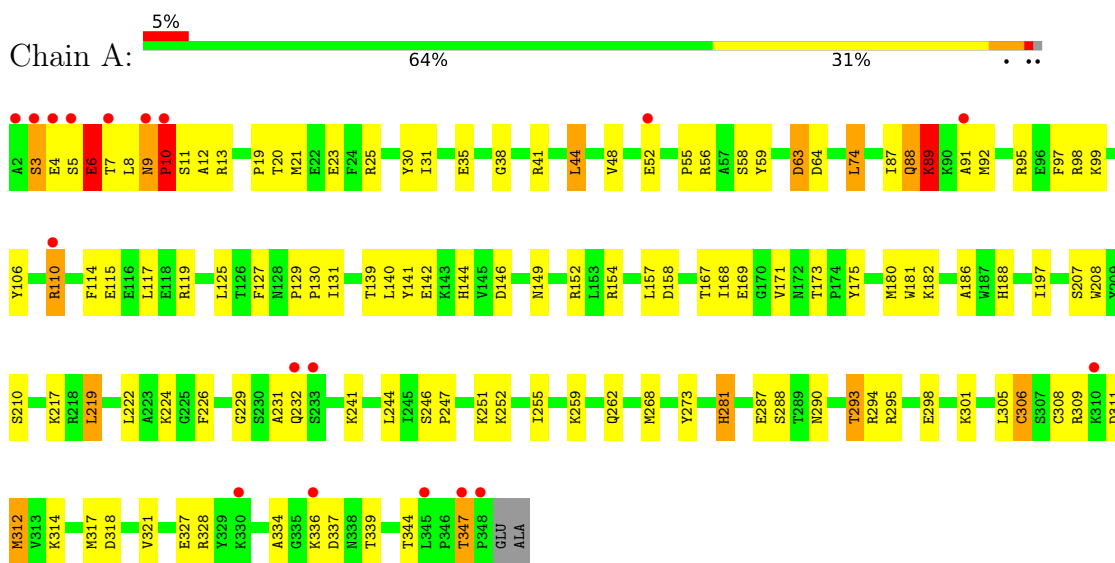 5%
Chain A:
64% 31% • ••
A2 S3 E4 S5 E6 T7 L8 N9 P10 S11 A12 R13 P19 T20 M21 E22 E23 F24 R25 Y30 I31 E35 G38 R41 L44 V48 E52 P55 R56 A57 S58 Y59 D63 D64 L74 I87 Q88 K89 K90 A91 M92 R95 E96 F97 R98 K99
Y106 R110 F114 E115 E116 L117 E118 R119 L125 T126 F127 N128 P129 P130 I131 T139 L140 Y141 E142 K143 H144 V145 D146 N149 R152 L153 R154 L157 D158 T167 I168 E169 G170 V171 N172 T173 P174 Y175 M180 W181 K182 A186 W187 H188 I197 S207 W208 Y209
S210 K217 R218 L219 L222 A223 K224 G225 F226 G229 S230 A231 Q232 S233 K241 L244 I245 S246 P247 K251 K252 I255 K259 Q262 M268 Y273 H281 E287 S288 T289 N290 T293 R294 R295 E298 K301 L305 C306 S307 C308 R309 K310
M312 V313 K314 M317 D318 V321 E327 R328 Y329 K330 A334 G335 K336 D337 N338 T339 T344 L345 P346 T347 P348 GLU ALA